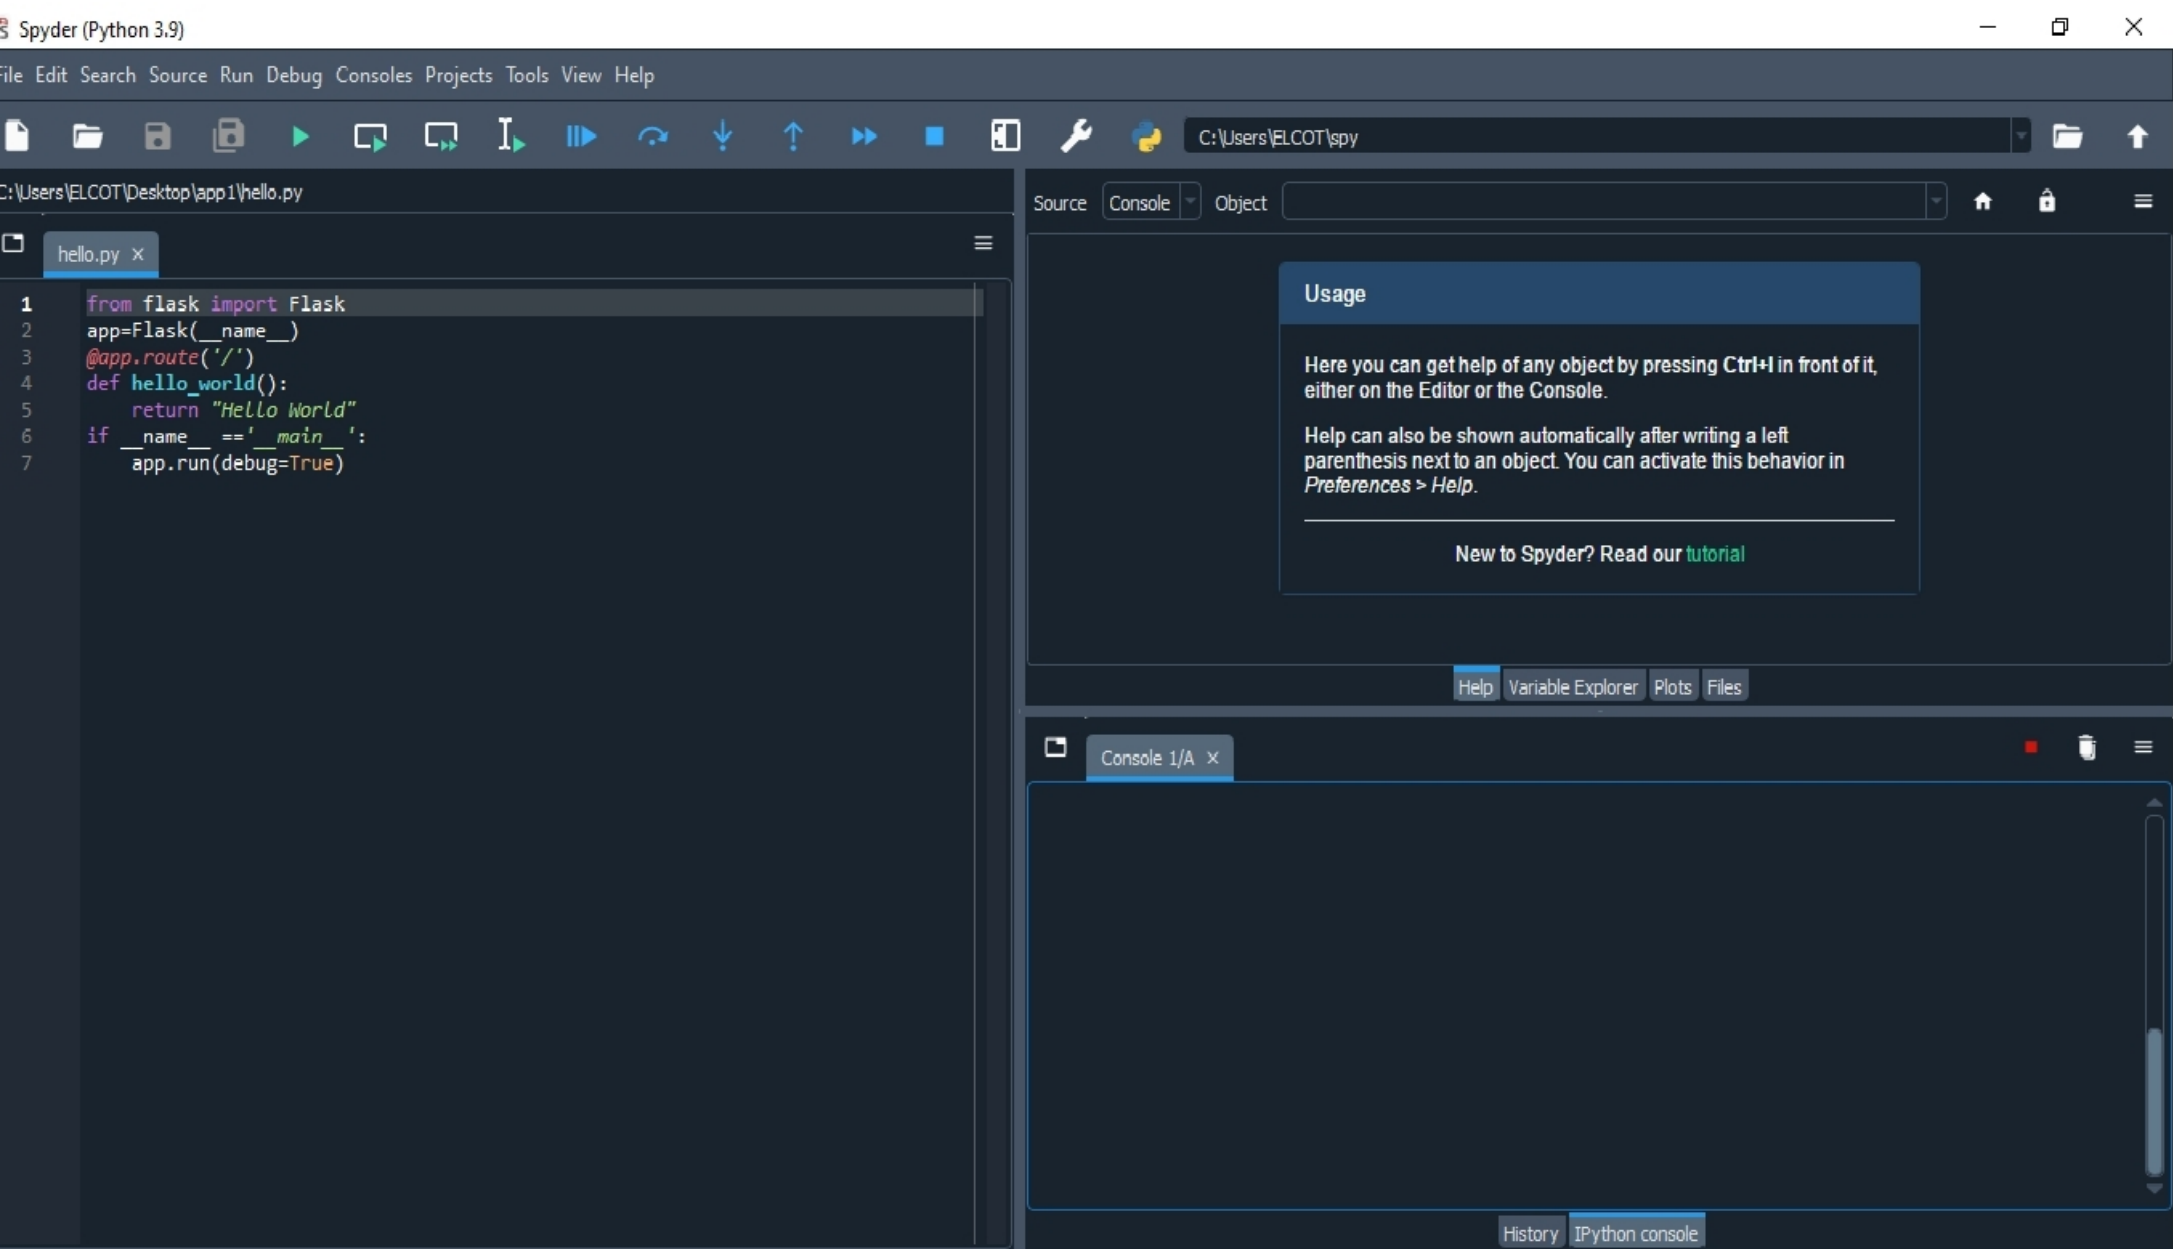 Spyder (Python 3.9)
File Edit Search Source Run Debug Consoles Projects Tools View Help
C:\Users\ELCOT\spy
C:\Users\ELCOT\Desktop\app1\hello.py
hello.py
1 from flask import Flask
2 app=Flask(__name__)
3 @app.route('/')
4 def hello_world():
5     return "Hello World"
6 if __name__ =='__main__':
7     app.run(debug=True)
Source Console Object
Usage
Here you can get help of any object by pressing Ctrl+I in front of it,
either on the Editor or the Console.
Help can also be shown automatically after writing a left
parenthesis next to an object. You can activate this behavior in
Preferences > Help.
New to Spyder? Read our tutorial
Help Variable Explorer Plots Files
Console 1/A
History IPython console